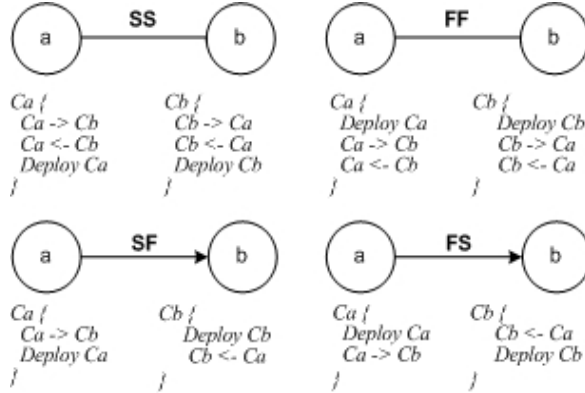 SS
a
b
Ca {
Ca -> Cb
Ca <- Cb
Deploy Ca
}
Cb {
Cb -> Ca
Cb <- Ca
Deploy Cb
}
FF
a
b
Ca {
Deploy Ca
Ca -> Cb
Ca <- Cb
}
Cb {
Deploy Cb
Cb -> Ca
Cb <- Ca
}
SF
a
b
Ca {
Ca -> Cb
Deploy Ca
}
Cb {
Deploy Cb
Cb <- Ca
}
FS
a
b
Ca {
Deploy Ca
Ca -> Cb
}
Cb {
Cb <- Ca
Deploy Cb
}